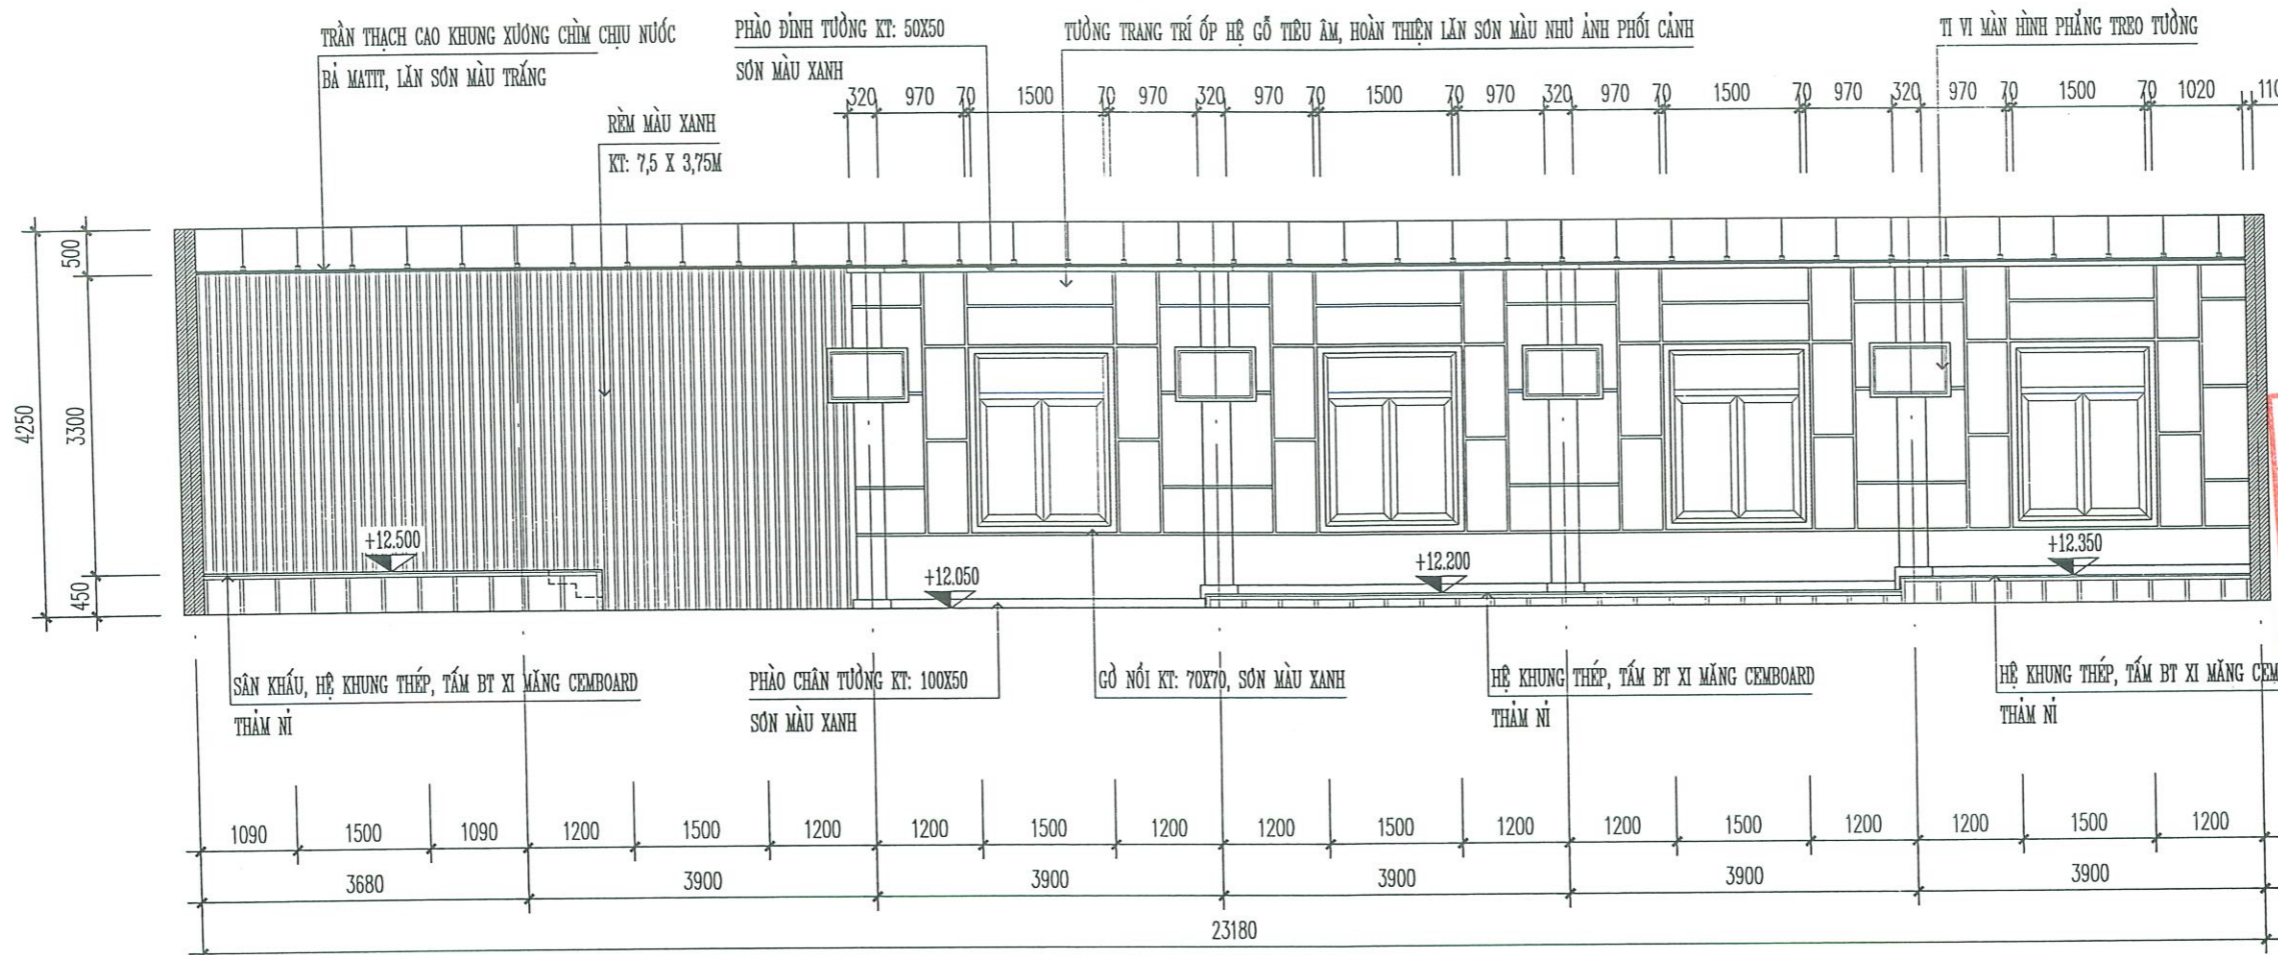 TRẦN THẠCH CAO KHUNG XƯƠNG CHÌM CHỊU NƯỚC
BẢ MATIT, LĂN SƠN MÀU TRẮNG
PHÀO ĐỈNH TƯỜNG KT: 50X50
SƠN MÀU XANH
TƯỜNG TRANG TRÍ ỐP HỆ GỖ TIÊU ÂM, HOÀN THIỆN LĂN SƠN MÀU NHƯ ẢNH PHỐI CẢNH
TI VI MÀN HÌNH PHẲNG TREO TƯỜNG
RÈM MÀU XANH
KT: 7,5 X 3,75M
320 970 70 1500 70 970 320 970 70 1500 70 970 320 970 70 1500 70 970 320 970 70 1500 70 1020 110
500
3300
450
4250
+12.500
+12.050
+12.200
+12.350
SÂN KHẤU, HỆ KHUNG THÉP, TẤM BT XI MĂNG CEMBOARD
THẢM NỈ
PHÀO CHÂN TƯỜNG KT: 100X50
SƠN MÀU XANH
GỜ NỔI KT: 70X70, SƠN MÀU XANH
HỆ KHUNG THÉP, TẤM BT XI MĂNG CEMBOARD
THẢM NỈ
HỆ KHUNG THÉP, TẤM BT XI MĂNG CEM
THẢM NỈ
1090 1500 1090 1200 1500 1200 1200 1500 1200 1200 1500 1200 1200 1500 1200 1200 1500 1200
3680 3900 3900 3900 3900 3900
23180